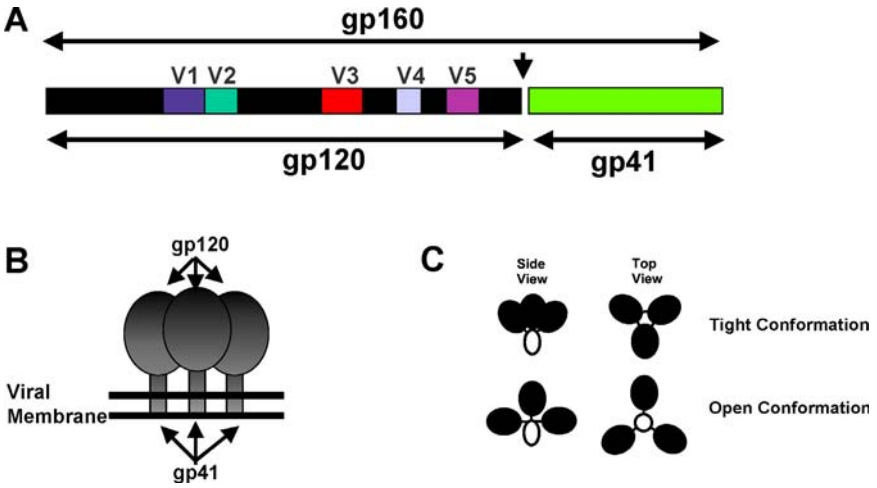 A
gp160
V1 V2 V3 V4 V5
gp120 gp41
B
gp120
Viral
Membrane
gp41
C
Side
View
Top
View
Tight Conformation
Open Conformation